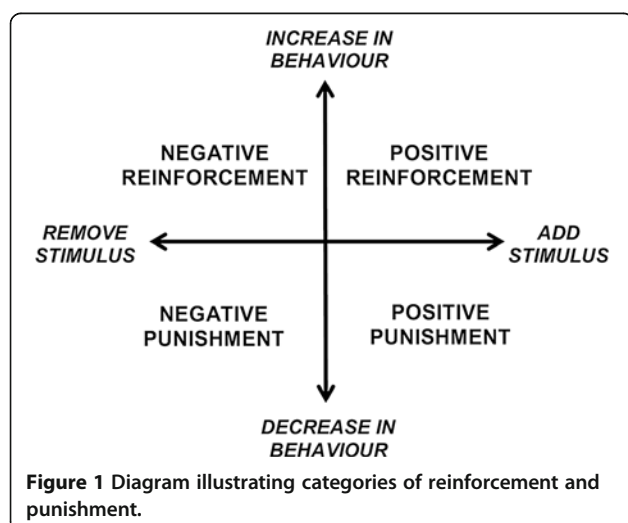 INCREASE IN
BEHAVIOUR
NEGATIVE
REINFORCEMENT
POSITIVE
REINFORCEMENT
REMOVE
STIMULUS
ADD
STIMULUS
NEGATIVE
PUNISHMENT
POSITIVE
PUNISHMENT
DECREASE IN
BEHAVIOUR
Figure 1 Diagram illustrating categories of reinforcement and
punishment.